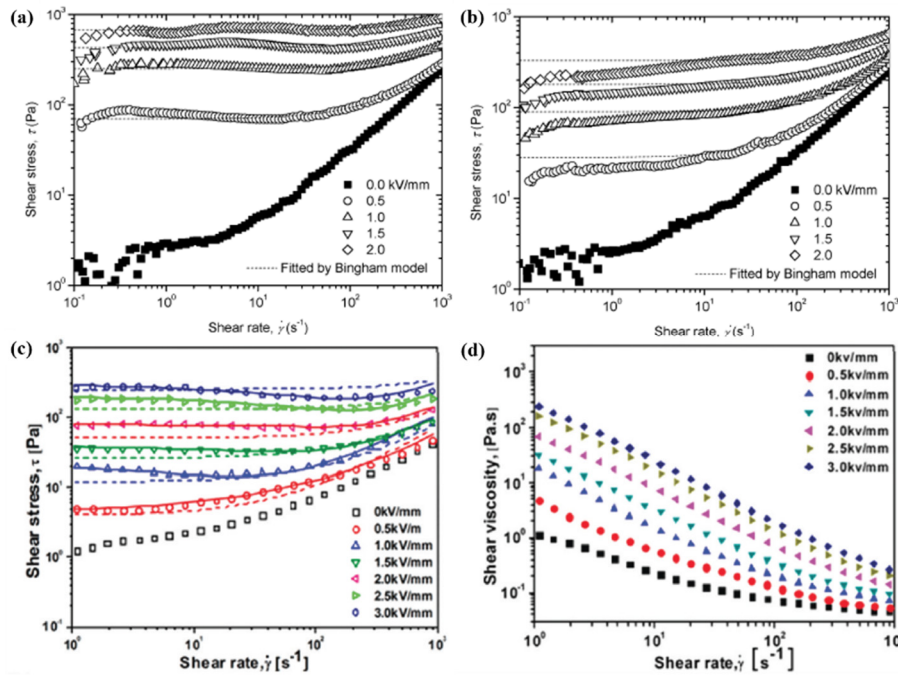 (a)
10³
10²
10¹
10⁰
Shear stress, τ (Pa)
0.0 kV/mm
0.5
1.0
1.5
2.0
Fitted by Bingham model
10⁻¹ 10⁰ 10¹ 10² 10³
Shear rate, γ̇ (s⁻¹)
(b)
10³
10²
10¹
10⁰
Shear stress, τ (Pa)
0.0 kV/mm
0.5
1.0
1.5
2.0
Fitted by Bingham model
10⁻¹ 10⁰ 10¹ 10² 10³
Shear rate, γ̇ (s⁻¹)
(c)
10³
10²
10¹
10⁰
10⁻¹
Shear stress, τ [Pa]
0kV/mm
0.5kV/m
1.0kV/mm
1.5kV/mm
2.0kV/mm
2.5kV/mm
3.0kV/mm
10⁰ 10¹ 10² 10³
Shear rate,γ̇ [s⁻¹]
(d)
10³
10²
10¹
10⁰
10⁻¹
Shear viscosity, [Pa.s]
0kv/mm
0.5kv/mm
1.0kv/mm
1.5kv/mm
2.0kv/mm
2.5kv/mm
3.0kv/mm
10⁰ 10¹ 10² 10³
Shear rate,γ̇ [s⁻¹]